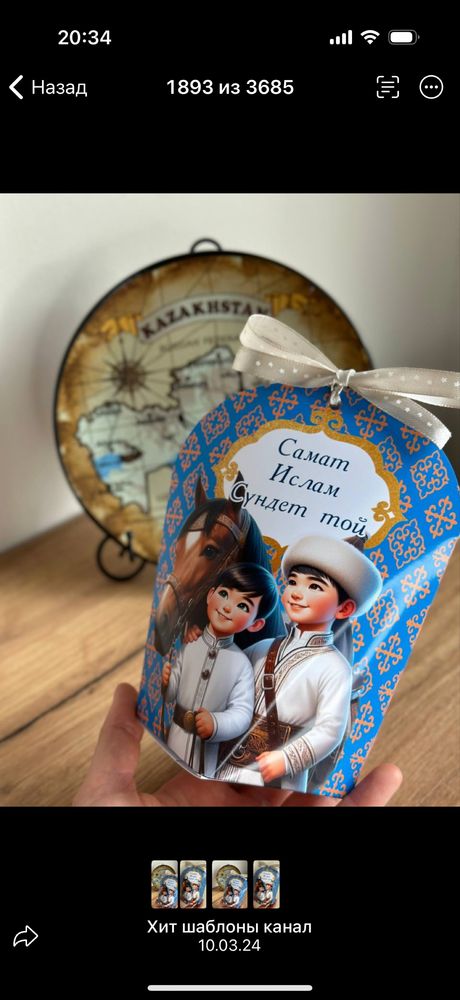 20:34
Назад
1893 из 3685
KAZAKHSTAN
Самат
Ислам
Сүндет той
Хит шаблоны канал
10.03.24